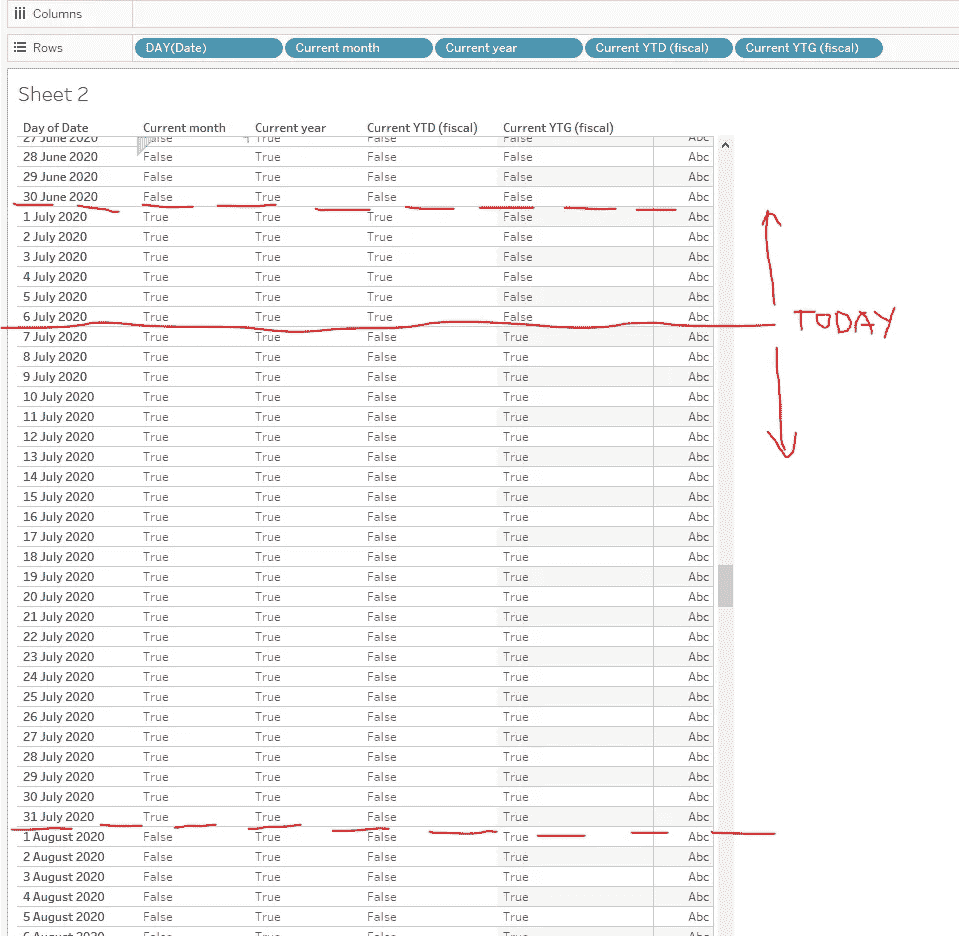 Columns
Rows DAY(Date) Current month Current year Current YTD (fiscal) Current YTG (fiscal)
Sheet 2
Day of Date Current month Current year Current YTD (fiscal) Current YTG (fiscal)
27 June 2020 False True False False Abc
28 June 2020 False True False False Abc
29 June 2020 False True False False Abc
30 June 2020 False True False False Abc
1 July 2020 True True True False Abc
2 July 2020 True True True False Abc
3 July 2020 True True True False Abc
4 July 2020 True True True False Abc
5 July 2020 True True True False Abc
6 July 2020 True True True False Abc
TODAY
7 July 2020 True True False True Abc
8 July 2020 True True False True Abc
9 July 2020 True True False True Abc
10 July 2020 True True False True Abc
11 July 2020 True True False True Abc
12 July 2020 True True False True Abc
13 July 2020 True True False True Abc
14 July 2020 True True False True Abc
15 July 2020 True True False True Abc
16 July 2020 True True False True Abc
17 July 2020 True True False True Abc
18 July 2020 True True False True Abc
19 July 2020 True True False True Abc
20 July 2020 True True False True Abc
21 July 2020 True True False True Abc
22 July 2020 True True False True Abc
23 July 2020 True True False True Abc
24 July 2020 True True False True Abc
25 July 2020 True True False True Abc
26 July 2020 True True False True Abc
27 July 2020 True True False True Abc
28 July 2020 True True False True Abc
29 July 2020 True True False True Abc
30 July 2020 True True False True Abc
31 July 2020 True True False True Abc
1 August 2020 False True False True Abc
2 August 2020 False True False True Abc
3 August 2020 False True False True Abc
4 August 2020 False True False True Abc
5 August 2020 False True False True Abc